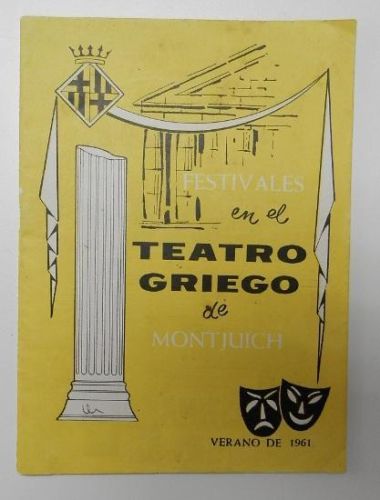 FESTIVALES
en el
TEATRO
GRIEGO
de
MONTJUICH
VERANO DE 1961